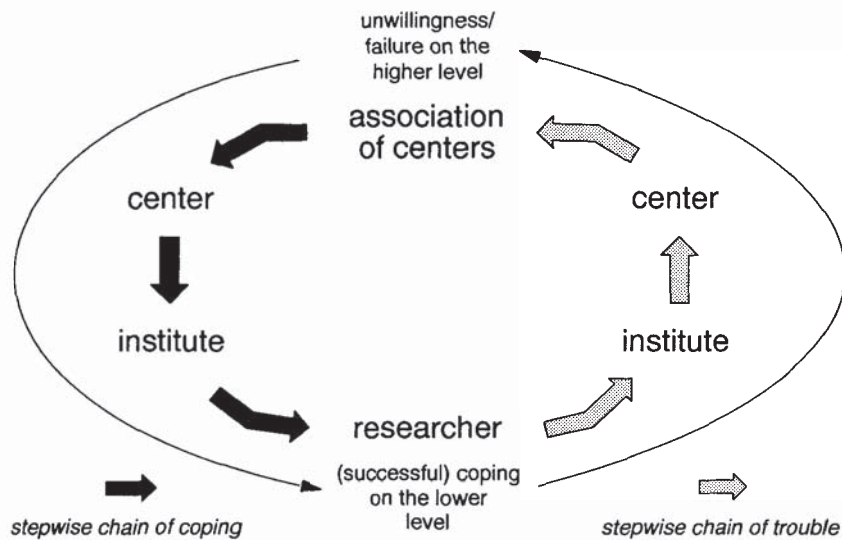 unwillingness/
failure on the
higher level
association
of centers
center
center
institute
institute
researcher
(successful) coping
on the lower
level
stepwise chain of coping
stepwise chain of trouble